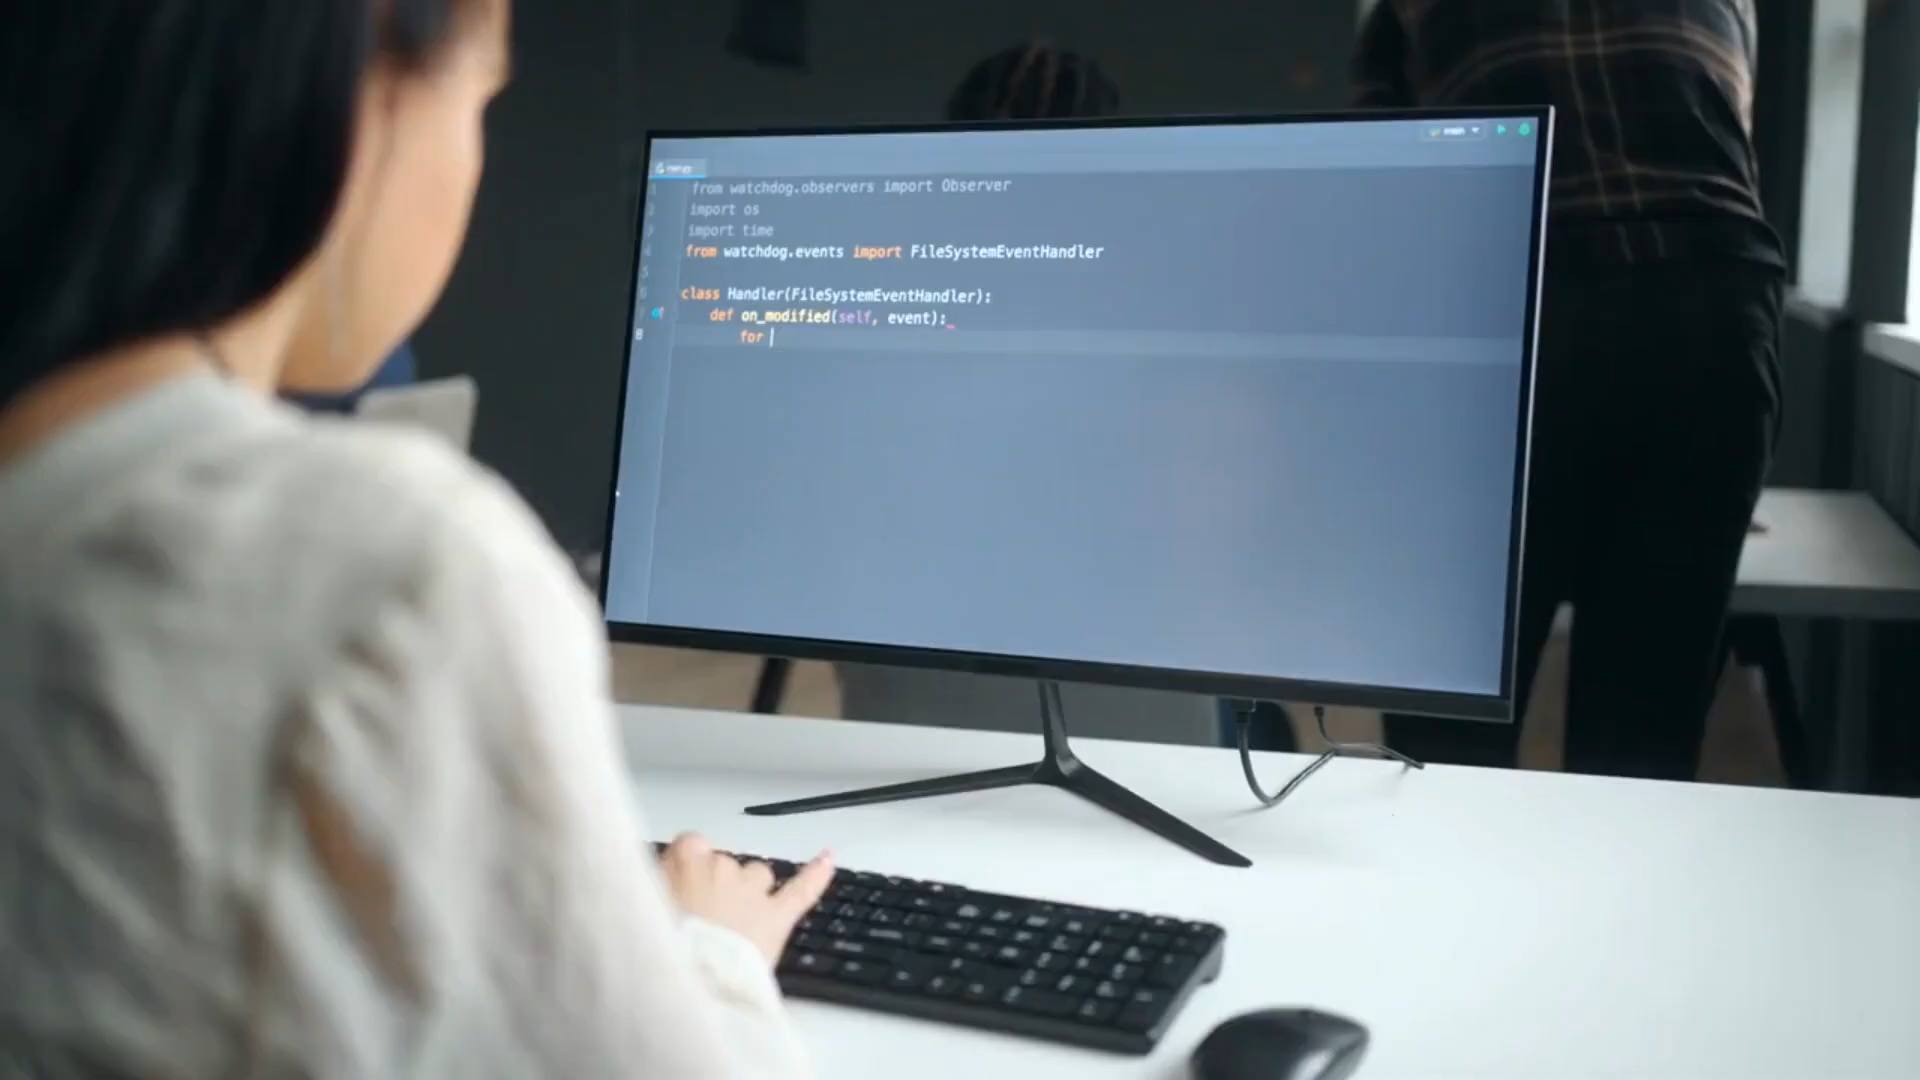 main
from watchdog.observers import Observer
import os
import time
from watchdog.events import FileSystemEventHandler
class Handler(FileSystemEventHandler):
def on_modified(self, event):
for